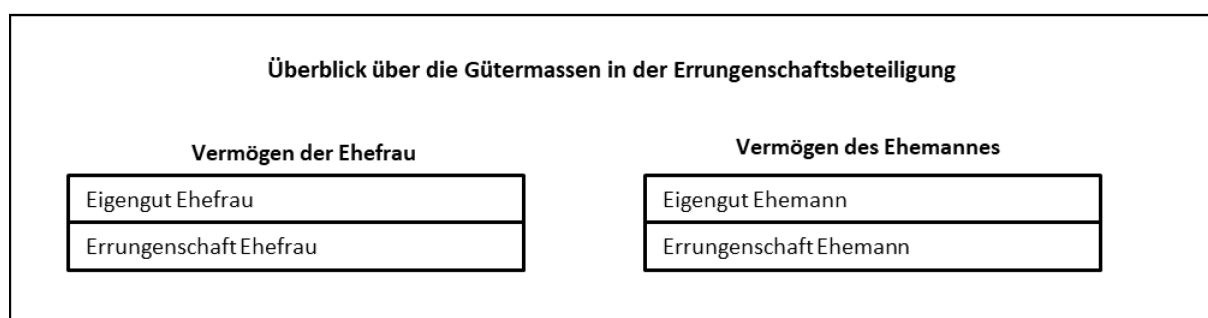 Überblick über die Gütermassen in der Errungenschaftsbeteiligung
Vermögen der Ehefrau
Eigengut Ehefrau
Errungenschaft Ehefrau
Vermögen des Ehemannes
Eigengut Ehemann
Errungenschaft Ehemann